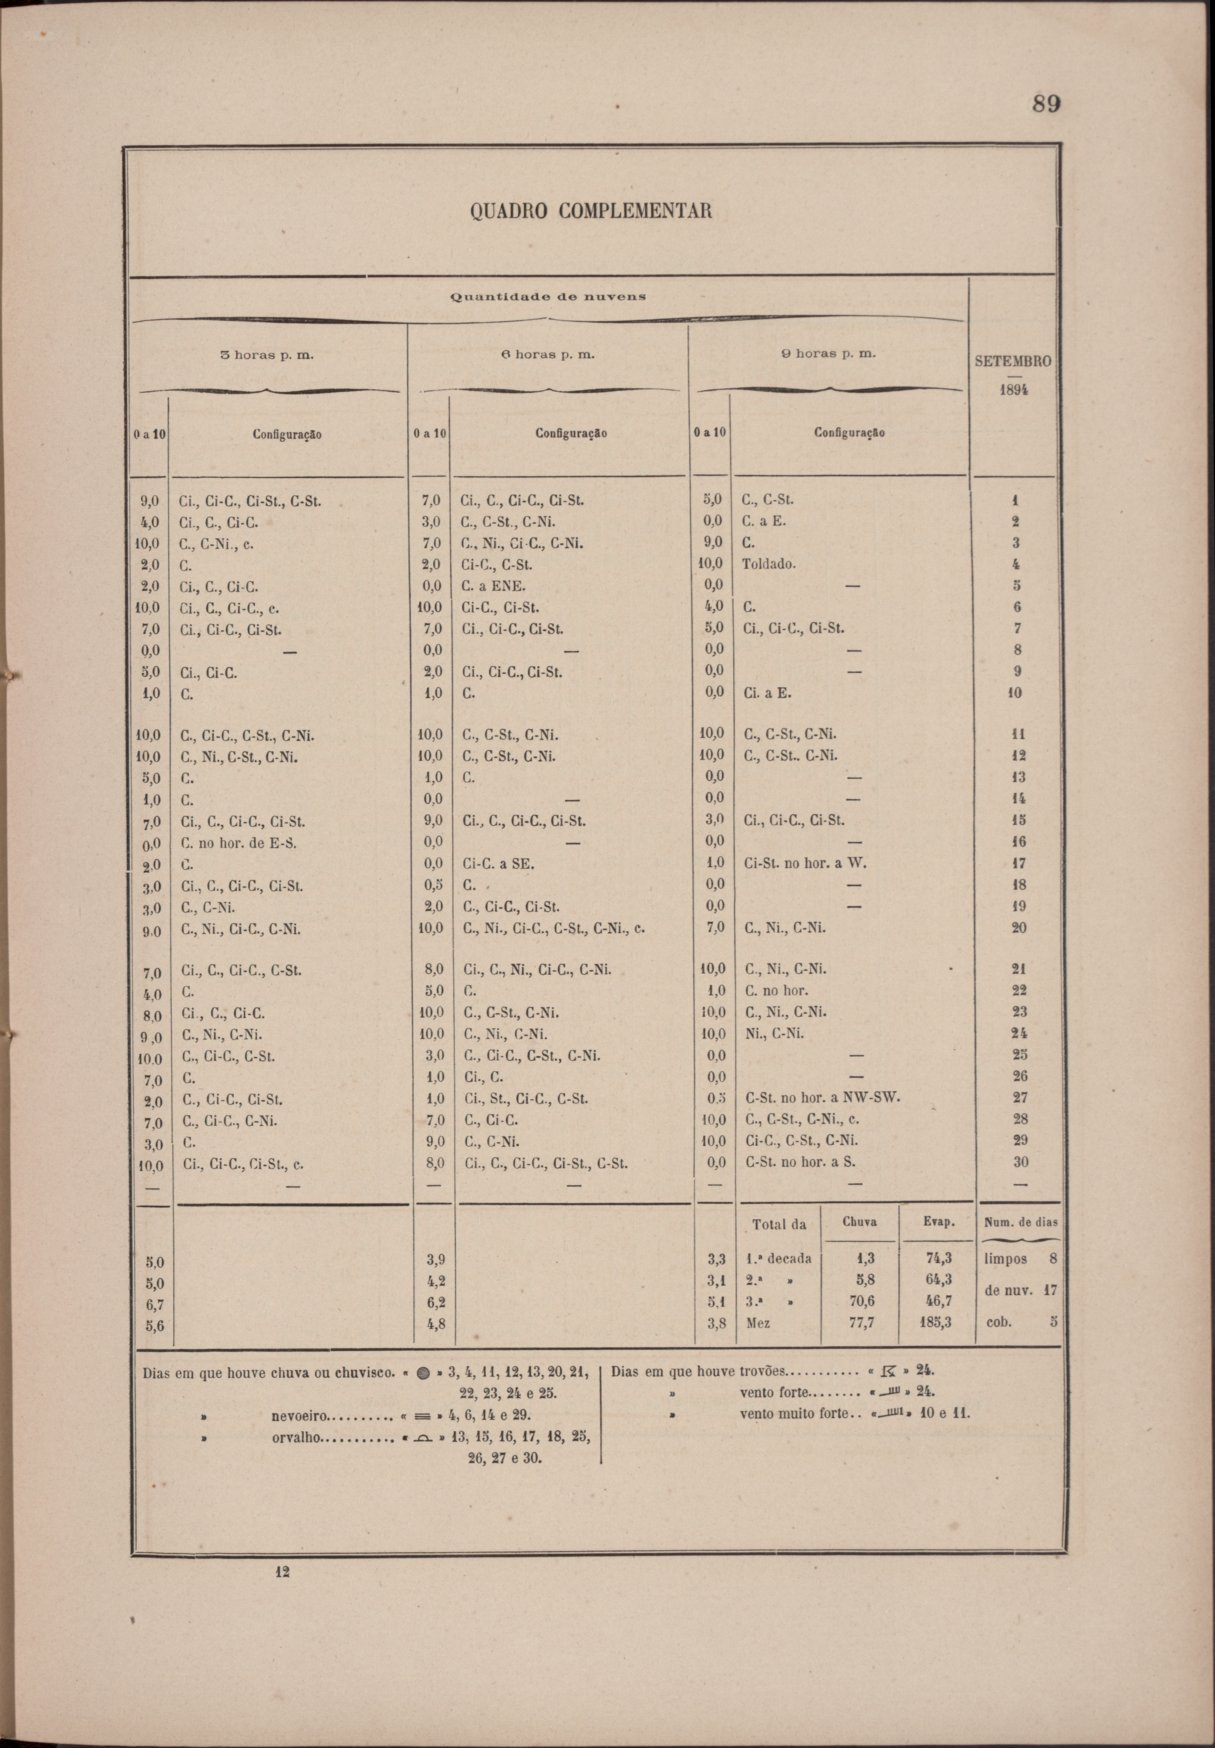 89
QUADRO COMPLEMENTAR
Quantidade de nuvens
3 horas p. m. 6 horas p. m. 9 horas p. m. SETEMBRO
—
1894
0 a 10 Configuração 0 a 10 Configuração 0 a 10 Configuração
9,0 Ci., Ci-C., Ci-St., C-St. 7,0 Ci., C., Ci-C., Ci-St. 5,0 C., C-St. 1
4,0 Ci., C., Ci-C. 3,0 C., C-St., C-Ni. 0,0 C. a E. 2
10,0 C., C-Ni., c. 7,0 C., Ni., Ci-C., C-Ni. 9,0 C. 3
2,0 C. 2,0 Ci-C., C-St. 10,0 Toldado. 4
2,0 Ci., C., Ci-C. 0,0 C. a ENE. 0,0 — 5
10,0 Ci., C., Ci-C., c. 10,0 Ci-C., Ci-St. 4,0 C. 6
7,0 Ci., Ci-C., Ci-St. 7,0 Ci., Ci-C., Ci-St. 5,0 Ci., Ci-C., Ci-St. 7
0,0 — 0,0 — 0,0 — 8
5,0 Ci., Ci-C. 2,0 Ci., Ci-C., Ci-St. 0,0 — 9
1,0 C. 1,0 C. 0,0 Ci. a E. 10
10,0 C., Ci-C., C-St., C-Ni. 10,0 C., C-St., C-Ni. 10,0 C., C-St., C-Ni. 11
10,0 C., Ni., C-St., C-Ni. 10,0 C., C-St., C-Ni. 10,0 C., C-St.. C-Ni. 12
5,0 C. 1,0 C. 0,0 — 13
1,0 C. 0,0 — 0,0 — 14
7,0 Ci., C., Ci-C., Ci-St. 9,0 Ci., C., Ci-C., Ci-St. 3,0 Ci., Ci-C., Ci-St. 15
0,0 C. no hor. de E-S. 0,0 — 0,0 — 16
2,0 C. 0,0 Ci-C. a SE. 1,0 Ci-St. no hor. a W. 17
3,0 Ci., C., Ci-C., Ci-St. 0,5 C. 0,0 — 18
3,0 C., C-Ni. 2,0 C., Ci-C., Ci-St. 0,0 — 19
9,0 C., Ni., Ci-C., C-Ni. 10,0 C., Ni., Ci-C., C-St., C-Ni., c. 7,0 C., Ni., C-Ni. 20
7,0 Ci., C., Ci-C., C-St. 8,0 Ci., C., Ni., Ci-C., C-Ni. 10,0 C., Ni., C-Ni. 21
4,0 C. 5,0 C. 1,0 C. no hor. 22
8,0 Ci., C., Ci-C. 10,0 C., C-St., C-Ni. 10,0 C., Ni., C-Ni. 23
9,0 C., Ni., C-Ni. 10,0 C., Ni., C-Ni. 10,0 Ni., C-Ni. 24
10,0 C., Ci-C., C-St. 3,0 C., Ci-C., C-St., C-Ni. 0,0 — 25
7,0 C. 1,0 Ci., C. 0,0 — 26
2,0 C., Ci-C., Ci-St. 1,0 Ci., St., Ci-C., C-St. 0,5 C-St. no hor. a NW-SW. 27
7,0 C., Ci-C., C-Ni. 7,0 C., Ci-C. 10,0 C., C-St., C-Ni., c. 28
3,0 C. 9,0 C., C-Ni. 10,0 Ci-C., C-St., C-Ni. 29
10,0 Ci., Ci-C., Ci-St., c. 8,0 Ci., C., Ci-C., Ci-St., C-St. 0,0 C-St. no hor. a S. 30
— — — — — — —
Total da Chuva Evap. Num. de dias
5,0 3,9 3,3 1.ª decada 1,3 74,3 limpos 8
5,0 4,2 3,1 2.ª » 5,8 64,3
de nuv. 17
6,7 6,2 5,1 3.ª » 70,6 46,7
5,6 4,8 3,8 Mez 77,7 185,3 cob. 5
Dias em que houve chuva ou chuvisco. « ● » 3, 4, 11, 12, 13, 20, 21,
22, 23, 24 e 25.
» nevoeiro.......... « ≡ » 4, 6, 14 e 29.
» orvalho........... « ⌓ » 13, 15, 16, 17, 18, 25,
26, 27 e 30.
Dias em que houve trovões........... « » 24.
» vento forte........ « » 24.
» vento muito forte.. « » 10 e 11.
12